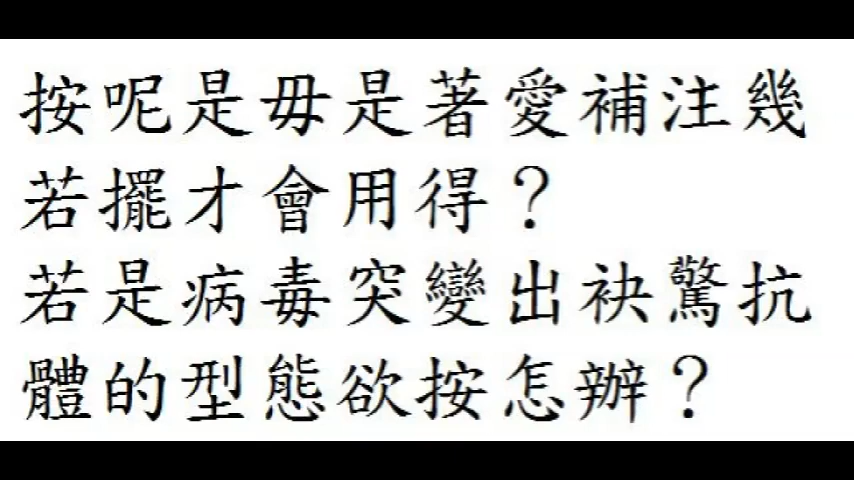 按呢是毋是著愛補注幾
若擺才會用得？
若是病毒突變出袂驚抗
體的型態欲按怎辦？